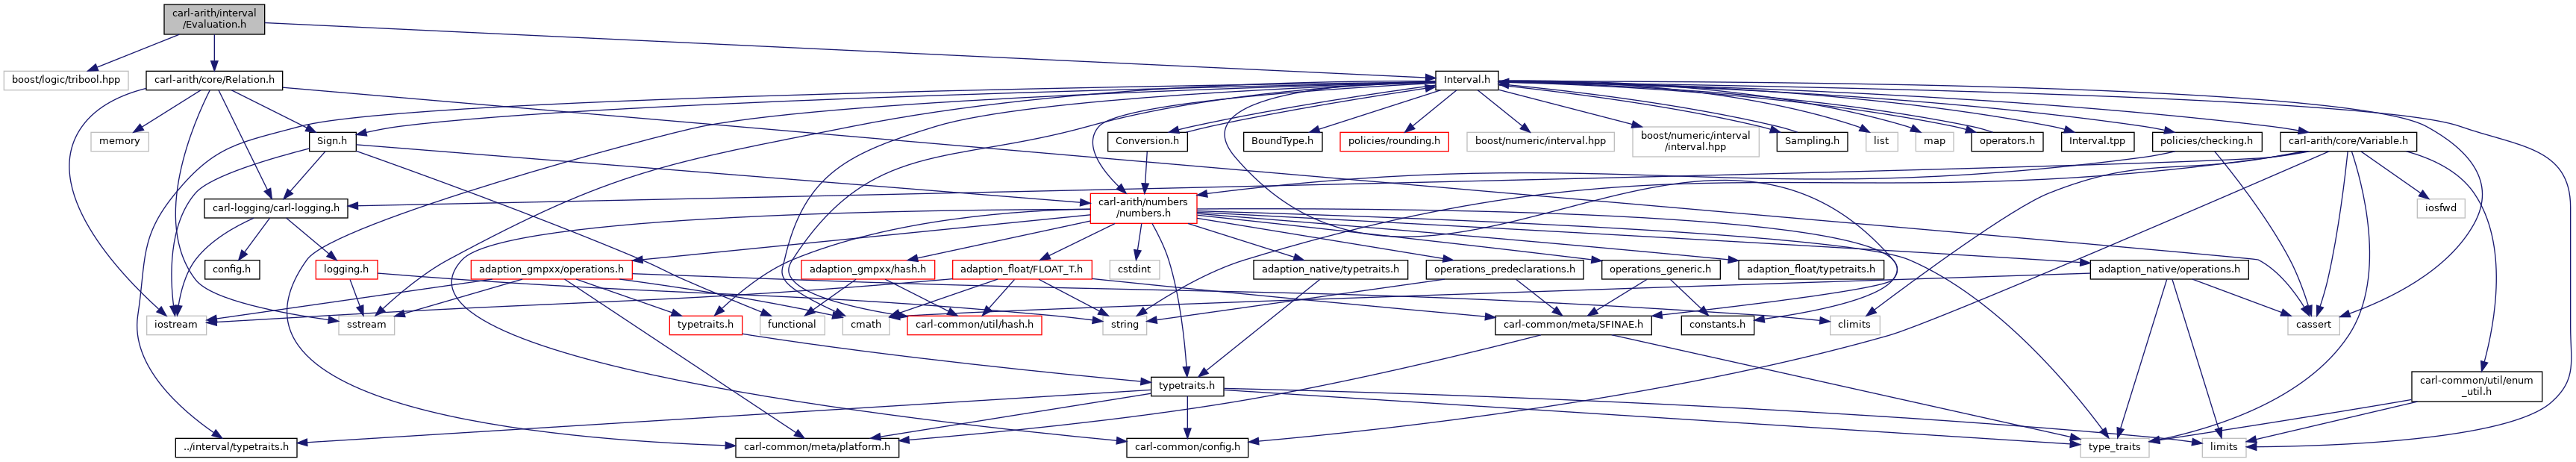 carl-arith/interval
/Evaluation.h
boost/logic/tribool.hpp
carl-arith/core/Relation.h
Interval.h
memory
Sign.h
Conversion.h
BoundType.h
policies/rounding.h
boost/numeric/interval.hpp
boost/numeric/interval
/interval.hpp
Sampling.h
list
map
operators.h
Interval.tpp
policies/checking.h
carl-arith/core/Variable.h
carl-logging/carl-logging.h
carl-arith/numbers
/numbers.h
iosfwd
config.h
logging.h
adaption_gmpxx/operations.h
adaption_gmpxx/hash.h
adaption_float/FLOAT_T.h
cstdint
adaption_native/typetraits.h
operations_predeclarations.h
operations_generic.h
adaption_float/typetraits.h
adaption_native/operations.h
iostream
sstream
typetraits.h
functional
cmath
carl-common/util/hash.h
string
carl-common/meta/SFINAE.h
constants.h
climits
cassert
typetraits.h
carl-common/util/enum
_util.h
../interval/typetraits.h
carl-common/meta/platform.h
carl-common/config.h
type_traits
limits